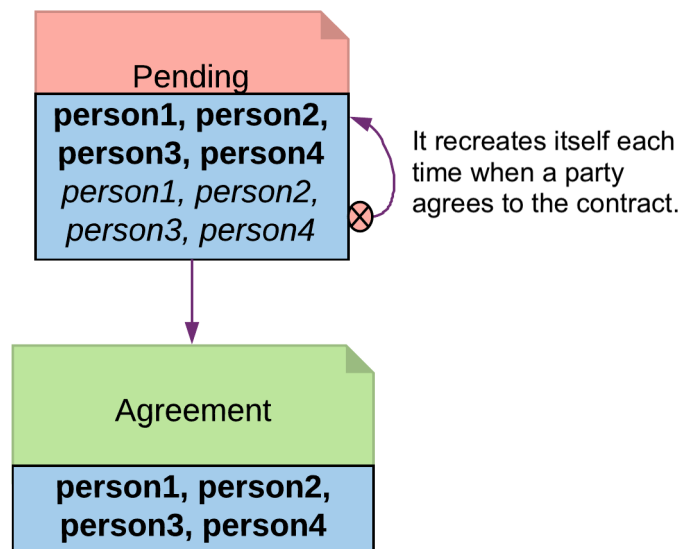 Pending
person1, person2,
person3, person4
person1, person2,
person3, person4
It recreates itself each
time when a party
agrees to the contract.
Agreement
person1, person2,
person3, person4